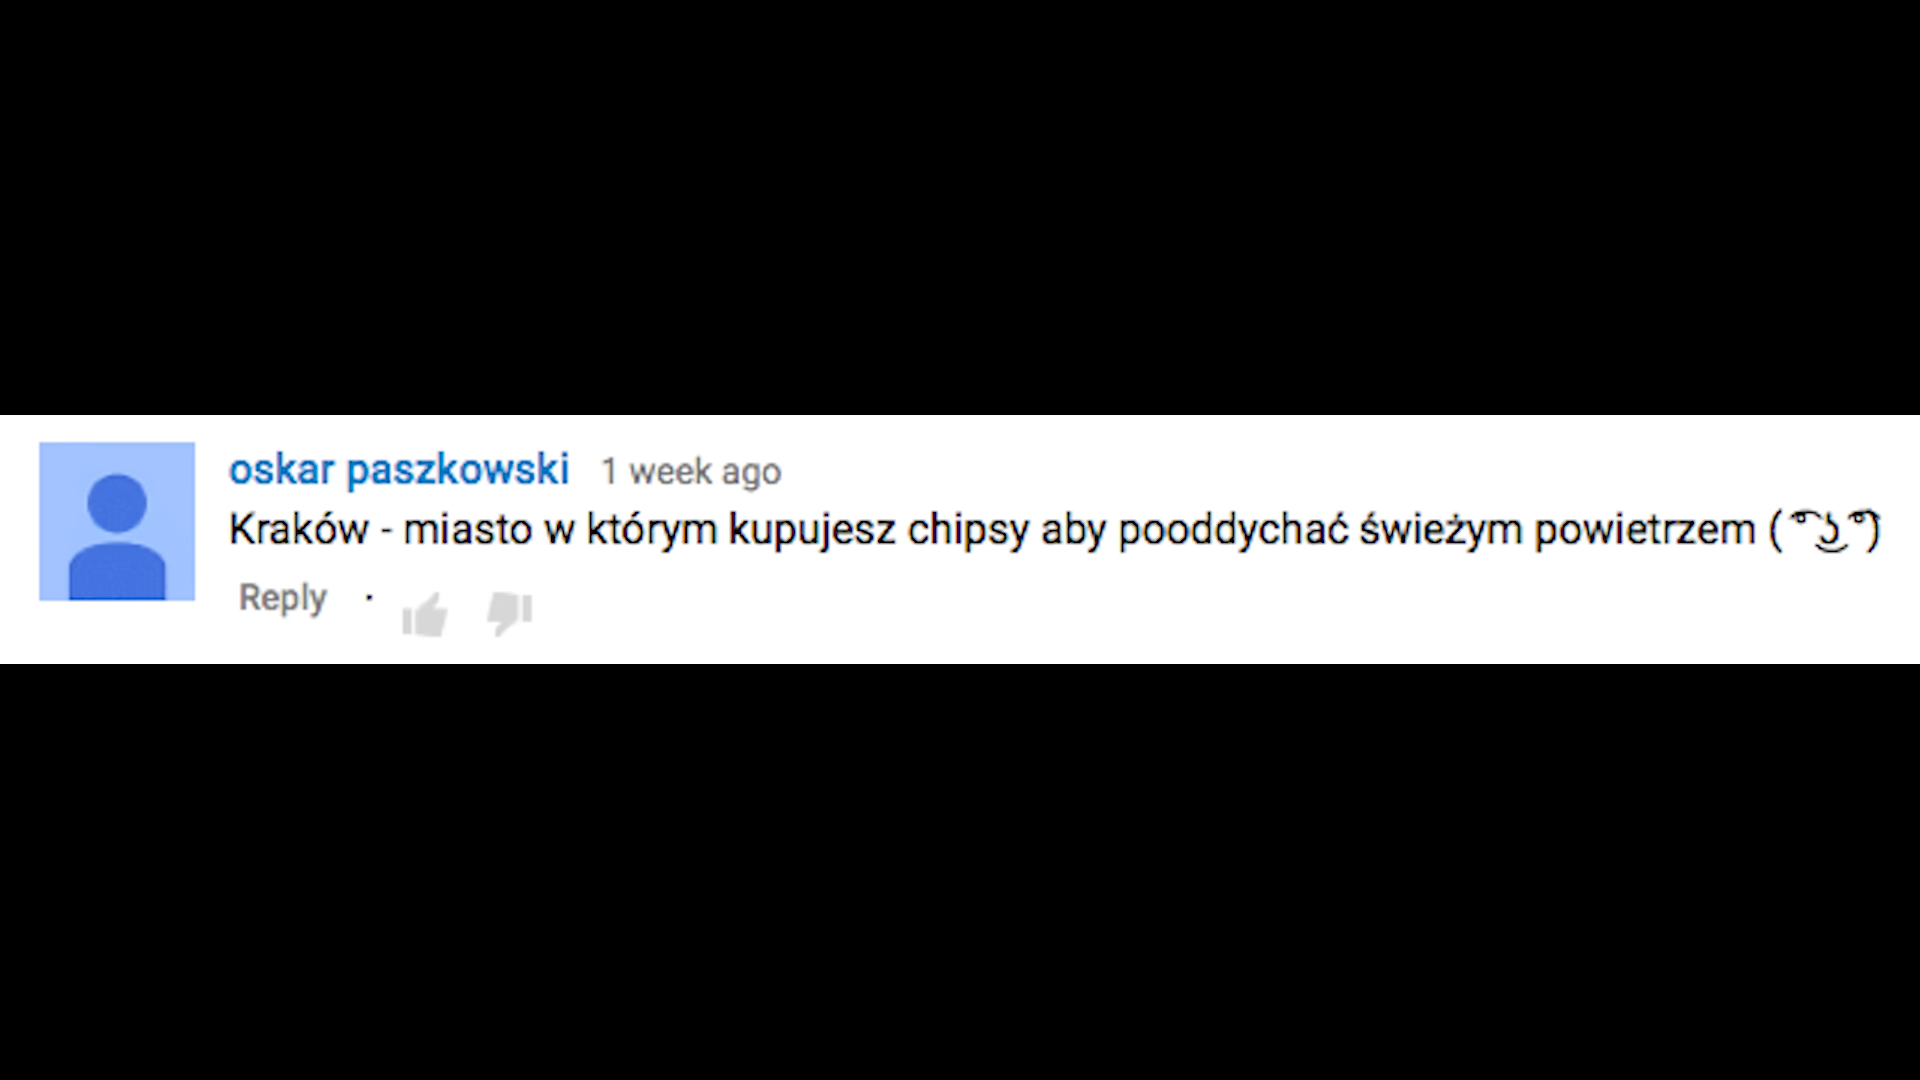 oskar paszkowski 1 week ago
Kraków - miasto w którym kupujesz chipsy aby pooddychać świeżym powietrzem ( ͡° ͜ʖ ͡°)
Reply ·